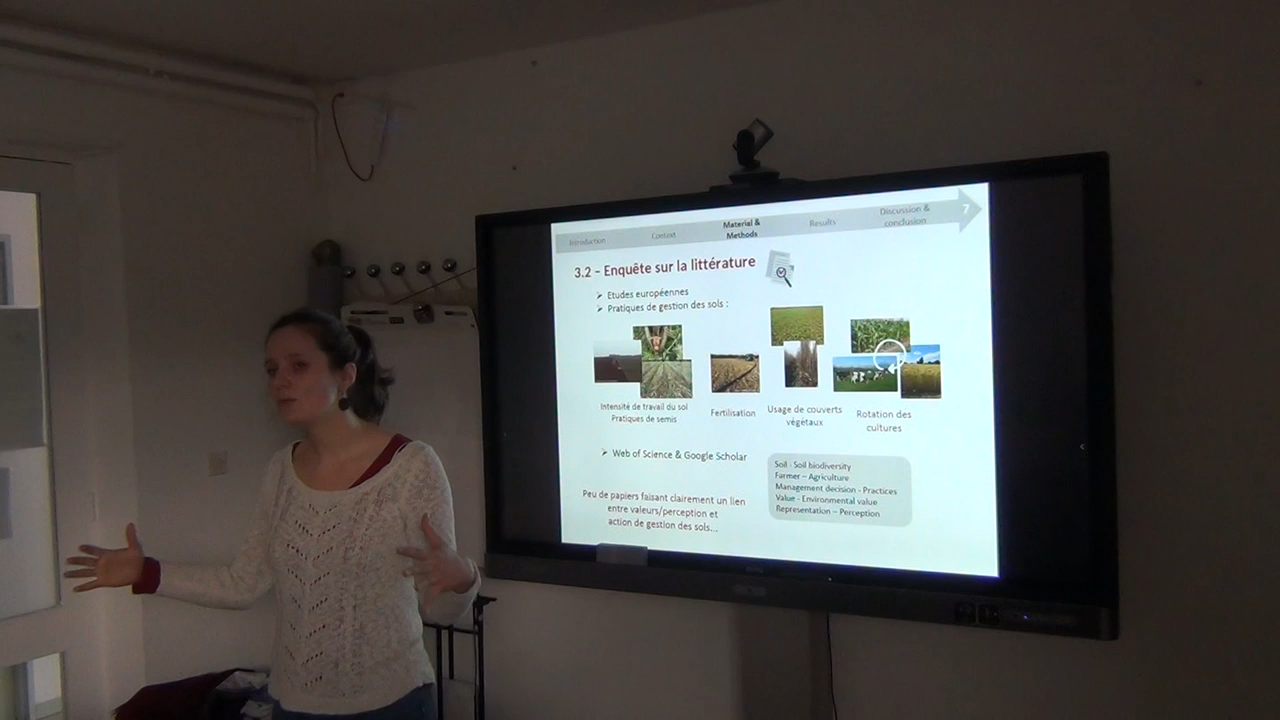 Introduction
Context
Material &
Methods
Results
Discussion &
conclusion
7
3.2 – Enquête sur la littérature
➤ Etudes européennes
➤ Pratiques de gestion des sols :
Intensité de travail du sol
Pratiques de semis
Fertilisation
Usage de couverts
végétaux
Rotation des
cultures
➤ Web of Science & Google Scholar
Soil - Soil biodiversity
Farmer – Agriculture
Management decision - Practices
Value - Environmental value
Representation – Perception
Peu de papiers faisant clairement un lien
entre valeurs/perception et
action de gestion des sols...